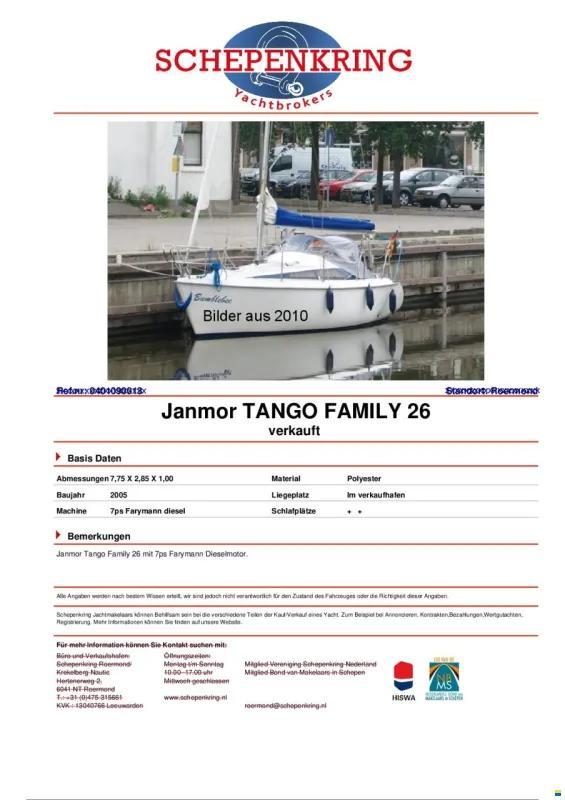 SCHEPENKRING
Yachtbrokers
Bumblebee
Bilder aus 2010
Standort: Roermond
Janmor TANGO FAMILY 26
verkauft
Basis Daten
Abmessungen 7,75 X 2,85 X 1,00 Material Polyester
Baujahr 2005 Liegeplatz Im verkaufhafen
Machine 7ps Farymann diesel Schlafplätze + +
Bemerkungen
Janmor Tango Family 26 mit 7ps Farymann Dieselmotor.
Alle Angaben werden nach bestem Wissen erteilt, wir sind jedoch nicht verantwortlich für den Zustand des Fahrzeuges oder die Richtigkeit dieser Angaben.
Schepenkring Jachtmakelaars können Behilfsam sein bei die verschiedene Teilen der Kauf/Verkauf eines Yacht. Zum Beispiel bei Annoncieren, Kontrakten,Bezahlungen,Wertgutachten,
Registrierung. Mehr Informationen können Sie finden auf unsere Website.
Für mehr Information können Sie Kontakt suchen mit:
Büro und Verkaufshafen: Öffnungszeiten:
Schepenkring Roermond/ Montag t/m Sonntag Mitglied Vereniging Schepenkring Nederland
Krekelberg Nautic 10.00-17.00 uhr Mitglied Bond van Makelaars in Schepen
Hertenerweg 2, Mittwoch geschlossen
6041 NT Roermond
T.: +31 (0)475 315661 www.schepenkring.nl
KVK : 13040766 Leeuwarden roermond@schepenkring.nl
HISWA
NB
MS